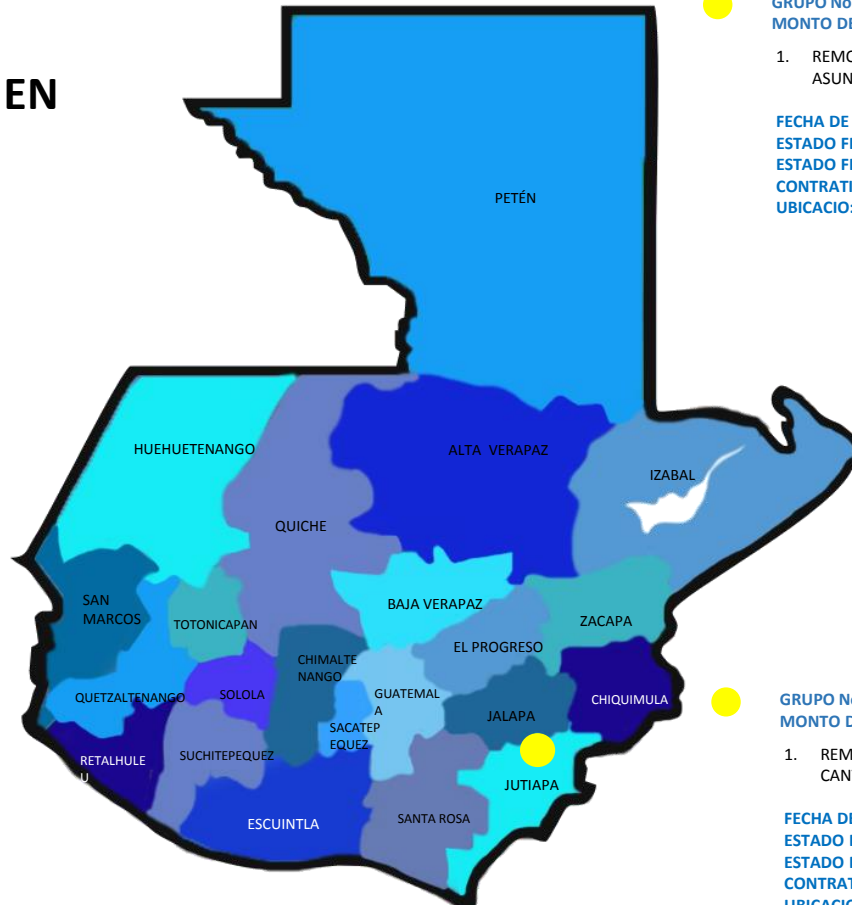 EN
GRUPO No
MONTO DE
1. REMO
ASUN
FECHA DE
ESTADO FI
ESTADO FI
CONTRATI
UBICACIO:
PETÉN
HUEHUETENANGO
ALTA VERAPAZ
IZABAL
QUICHE
SAN
MARCOS
TOTONICAPAN
BAJA VERAPAZ
ZACAPA
EL PROGRESO
CHIMALTE
NANGO
QUETZALTENANGO
SOLOLA
GUATEMAL
A
CHIQUIMULA
JALAPA
SACATEP
EQUEZ
SUCHITEPEQUEZ
RETALHULE
U
JUTIAPA
ESCUINTLA
SANTA ROSA
GRUPO No
MONTO D
1. REM
CAN
FECHA DE
ESTADO F
ESTADO F
CONTRAT
UBICACIO